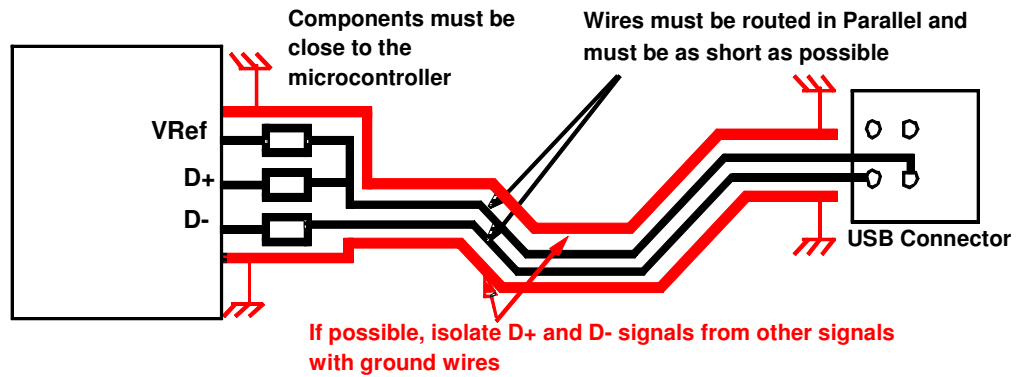 Components must be
close to the
microcontroller
Wires must be routed in Parallel and
must be as short as possible
VRef
D+
D-
USB Connector
If possible, isolate D+ and D- signals from other signals
with ground wires